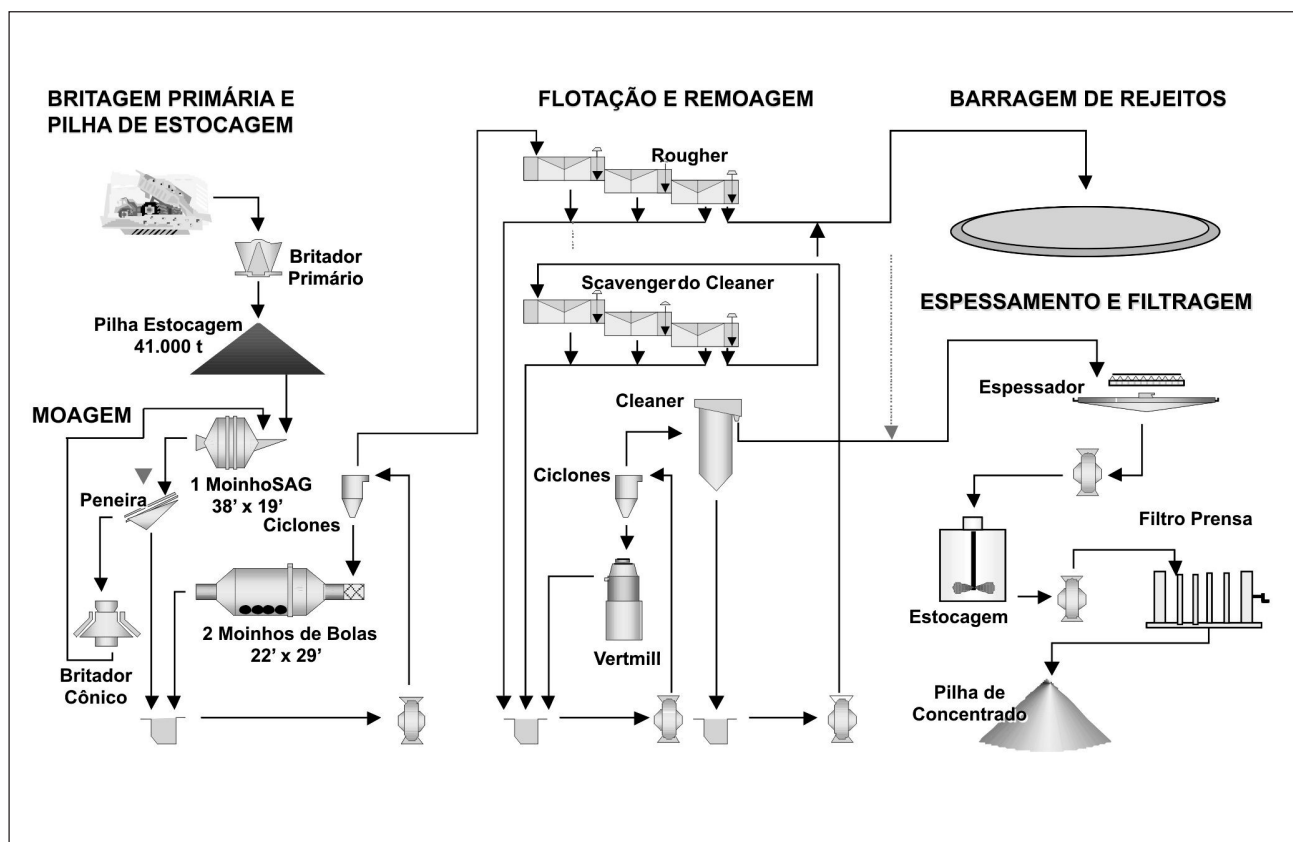 BRITAGEM PRIMÁRIA E
PILHA DE ESTOCAGEM
Britador
Primário
Pilha Estocagem
41.000 t
MOAGEM
1 MoinhoSAG
38' x 19'
Peneira
Ciclones
2 Moinhos de Bolas
22' x 29'
Britador
Cônico
FLOTAÇÃO E REMOAGEM
Rougher
Scavengerdo Cleaner
Cleaner
Ciclones
Vertmill
BARRAGEM DE REJEITOS
ESPESSAMENTO E FILTRAGEM
Espessador
Filtro Prensa
Estocagem
Pilha de
Concentrado